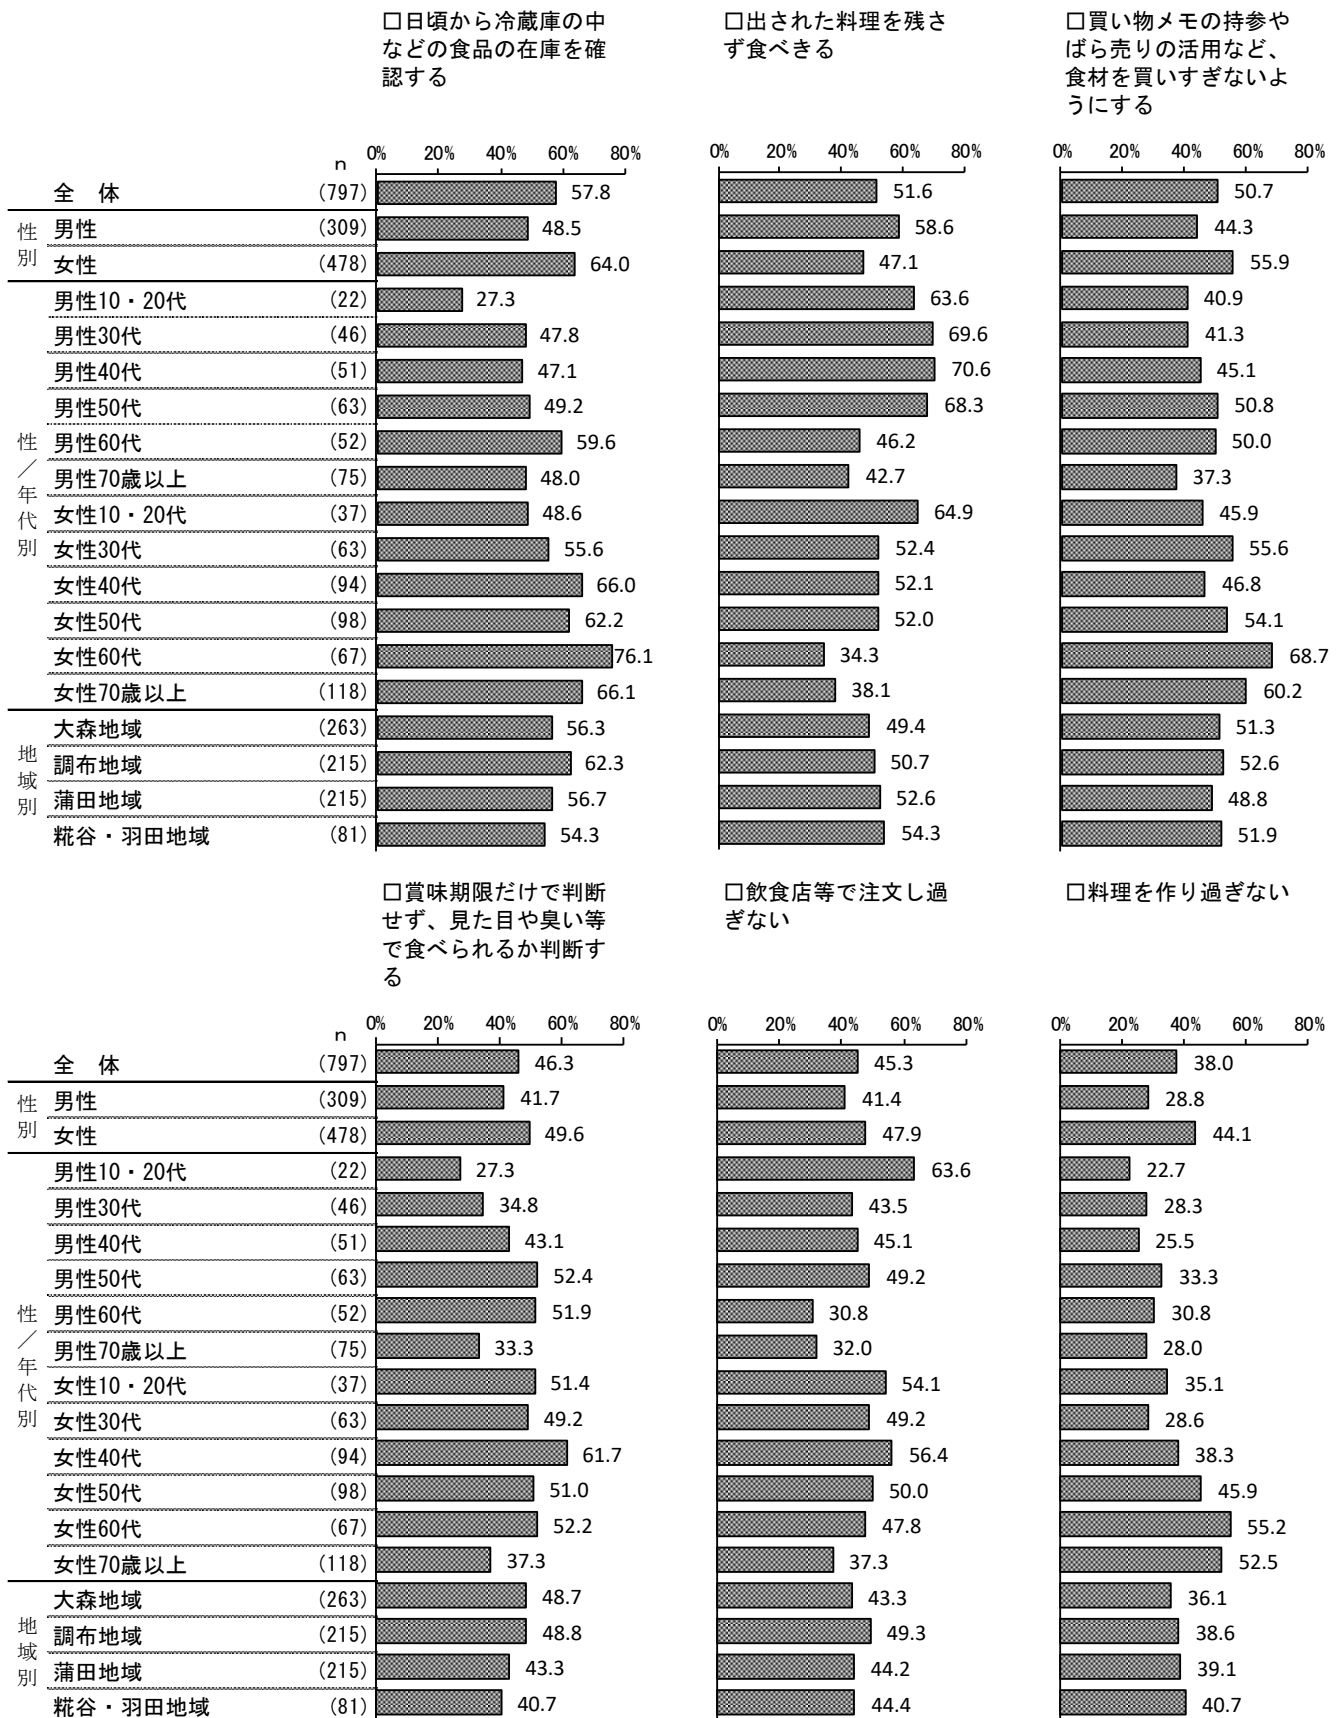 □日頃から冷蔵庫の中
などの食品の在庫を確
認する
□出された料理を残さ
ず食べきる
□買い物メモの持参や
ばら売りの活用など、
食材を買いすぎないよ
うにする
n 0% 20% 40% 60% 80% 0% 20% 40% 60% 80% 0% 20% 40% 60% 80%
全 体 (797) 57.8 51.6 50.7
性別
男性 (309) 48.5 58.6 44.3
女性 (478) 64.0 47.1 55.9
性／年代別
男性10・20代 (22) 27.3 63.6 40.9
男性30代 (46) 47.8 69.6 41.3
男性40代 (51) 47.1 70.6 45.1
男性50代 (63) 49.2 68.3 50.8
男性60代 (52) 59.6 46.2 50.0
男性70歳以上 (75) 48.0 42.7 37.3
女性10・20代 (37) 48.6 64.9 45.9
女性30代 (63) 55.6 52.4 55.6
女性40代 (94) 66.0 52.1 46.8
女性50代 (98) 62.2 52.0 54.1
女性60代 (67) 76.1 34.3 68.7
女性70歳以上 (118) 66.1 38.1 60.2
地域別
大森地域 (263) 56.3 49.4 51.3
調布地域 (215) 62.3 50.7 52.6
蒲田地域 (215) 56.7 52.6 48.8
糀谷・羽田地域 (81) 54.3 54.3 51.9
□賞味期限だけで判断
せず、見た目や臭い等
で食べられるか判断す
る
□飲食店等で注文し過
ぎない
□料理を作り過ぎない
n 0% 20% 40% 60% 80% 0% 20% 40% 60% 80% 0% 20% 40% 60% 80%
全 体 (797) 46.3 45.3 38.0
性別
男性 (309) 41.7 41.4 28.8
女性 (478) 49.6 47.9 44.1
性／年代別
男性10・20代 (22) 27.3 63.6 22.7
男性30代 (46) 34.8 43.5 28.3
男性40代 (51) 43.1 45.1 25.5
男性50代 (63) 52.4 49.2 33.3
男性60代 (52) 51.9 30.8 30.8
男性70歳以上 (75) 33.3 32.0 28.0
女性10・20代 (37) 51.4 54.1 35.1
女性30代 (63) 49.2 49.2 28.6
女性40代 (94) 61.7 56.4 38.3
女性50代 (98) 51.0 50.0 45.9
女性60代 (67) 52.2 47.8 55.2
女性70歳以上 (118) 37.3 37.3 52.5
地域別
大森地域 (263) 48.7 43.3 36.1
調布地域 (215) 48.8 49.3 38.6
蒲田地域 (215) 43.3 44.2 39.1
糀谷・羽田地域 (81) 40.7 44.4 40.7